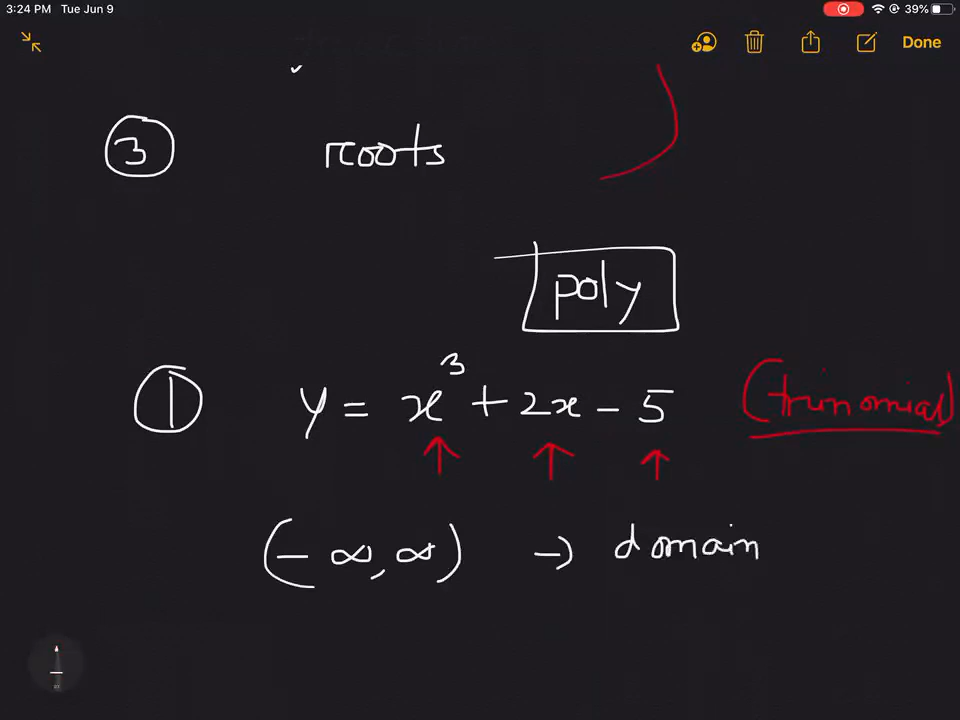 3:24 PM Tue Jun 9 39%
Done
③ roots
poly
① y = x³ + 2x - 5 (trinomial)
(- ∞, ∞) → domain